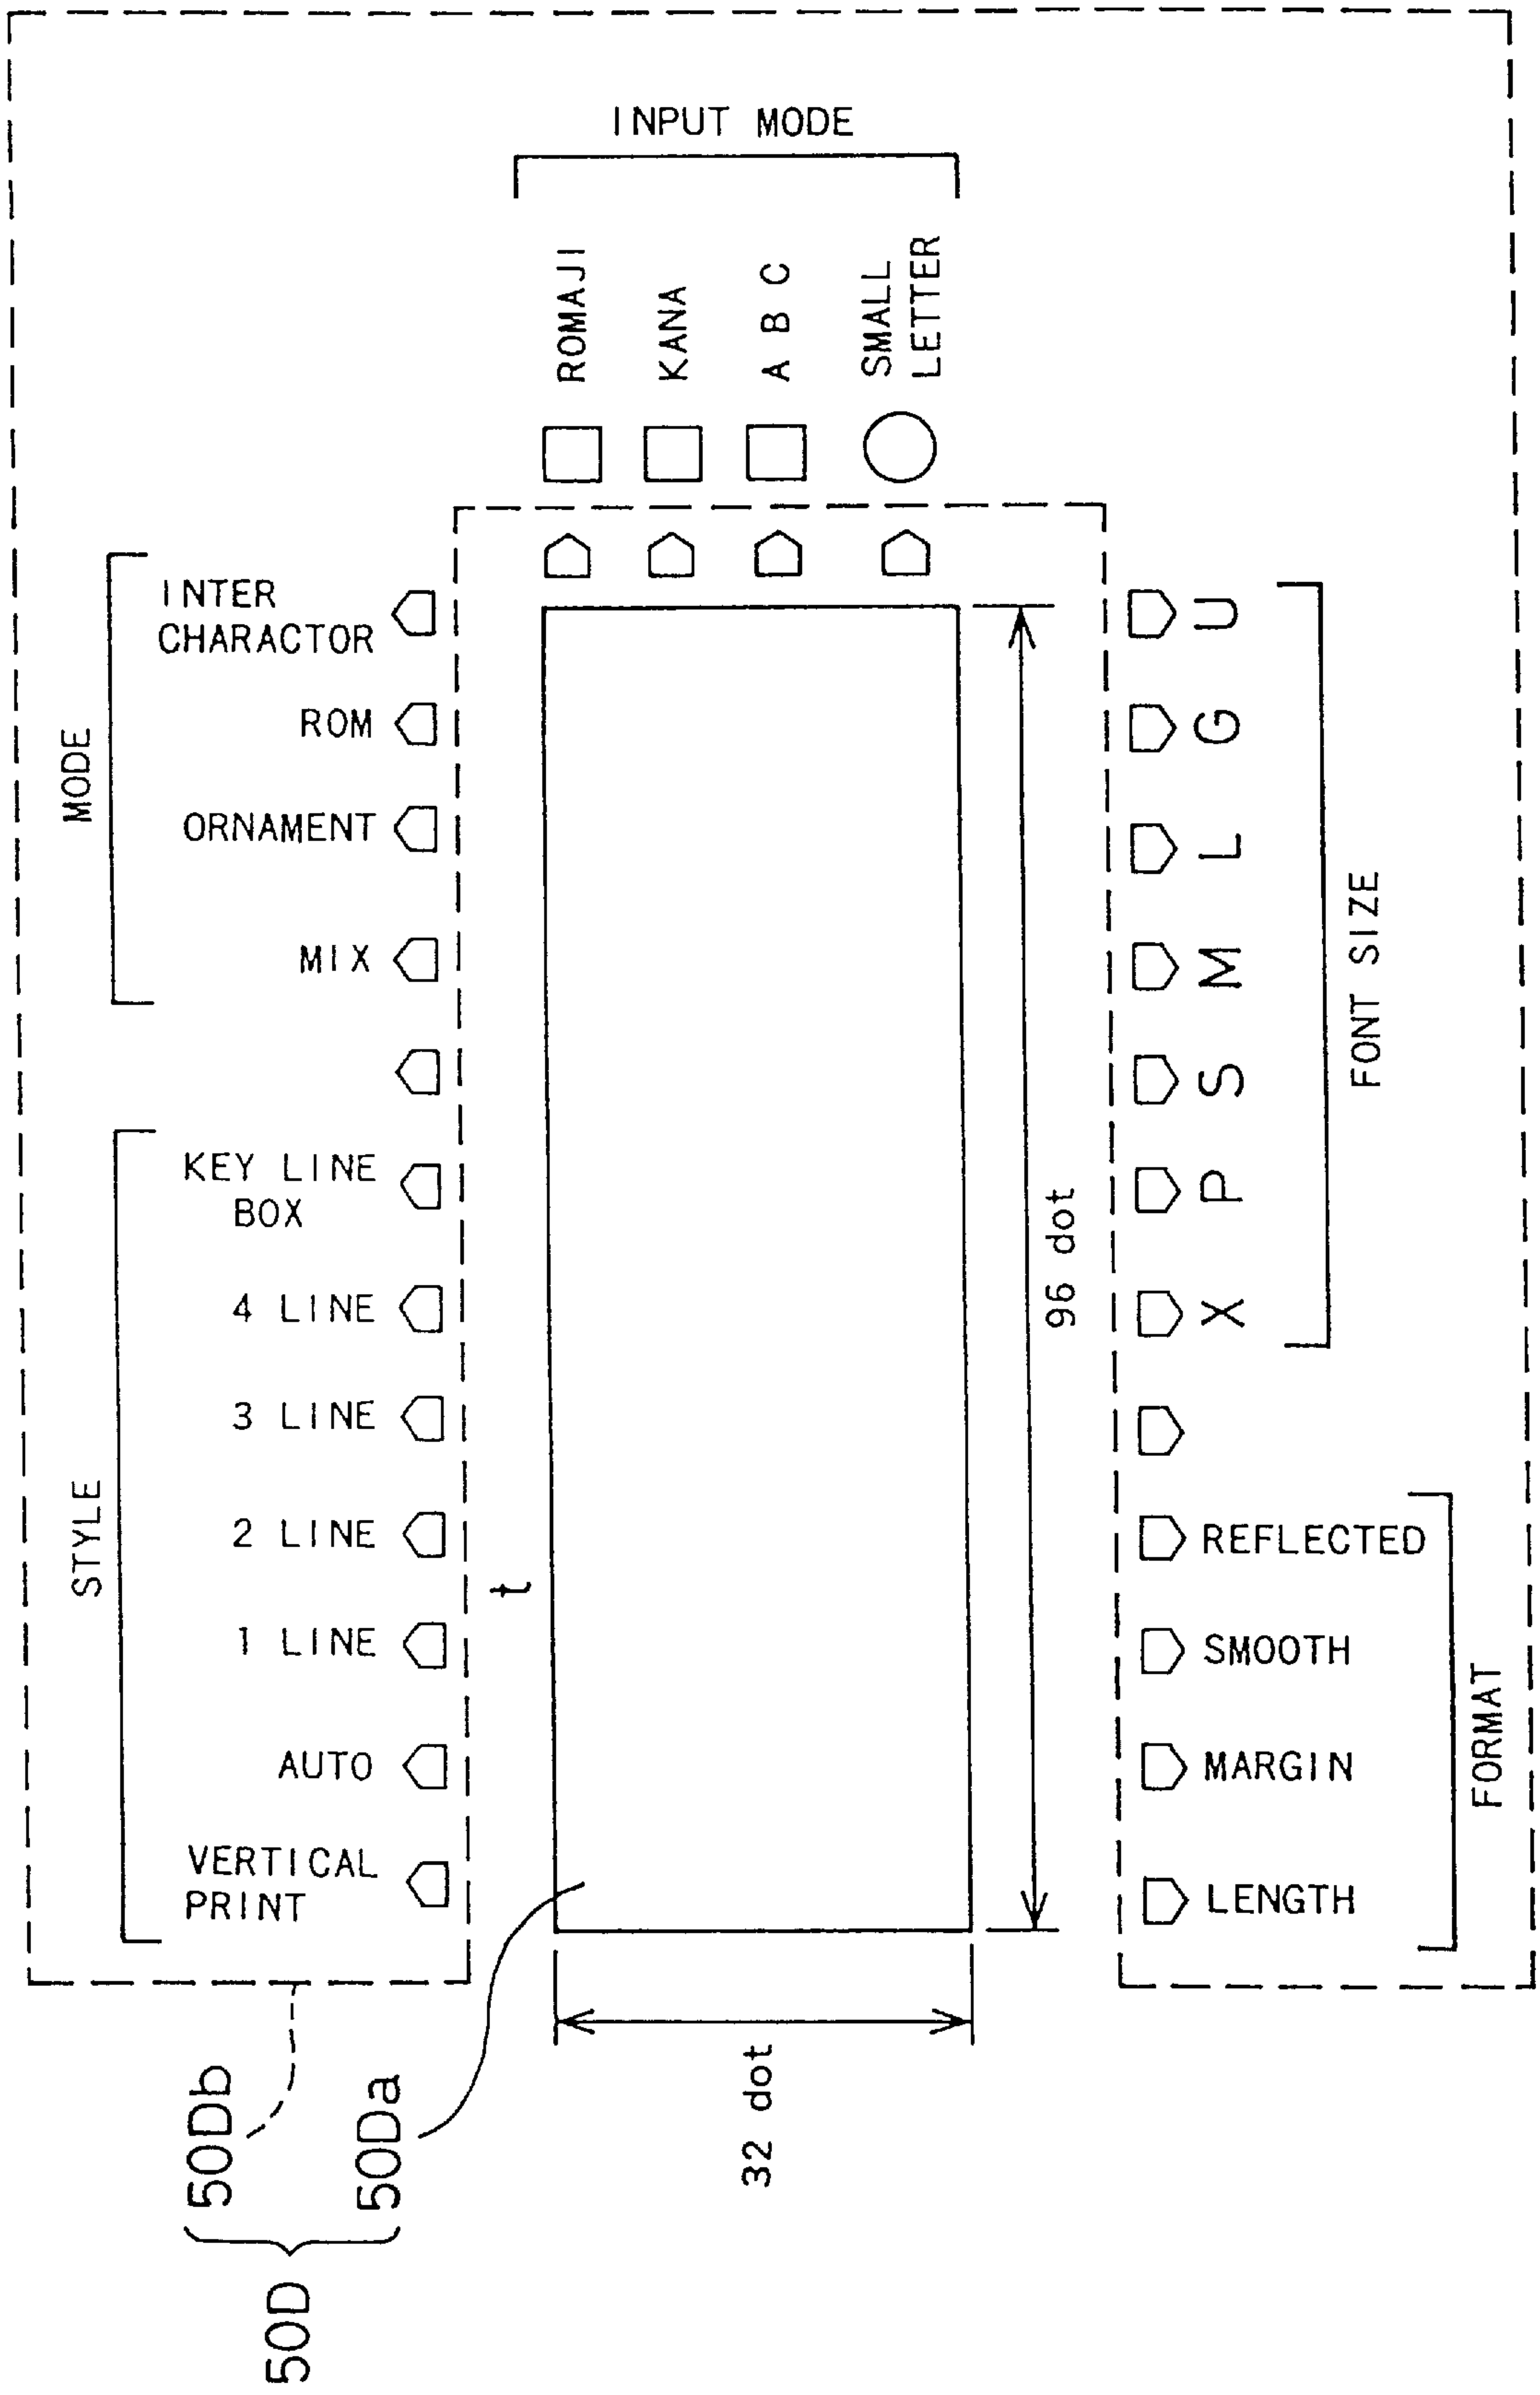 STYLE
MODE
VERTICAL
PRINT
AUTO
1 LINE
2 LINE
3 LINE
4 LINE
KEY LINE
BOX
MIX
ORNAMENT
ROM
INTER
CHARACTOR
50D
50Db
50Da
t
32 dot
96 dot
ROMAJI
KANA
A B C
SMALL
LETTER
INPUT MODE
LENGTH
MARGIN
SMOOTH
REFLECTED
X
P
S
M
L
G
U
FORMAT
FONT SIZE